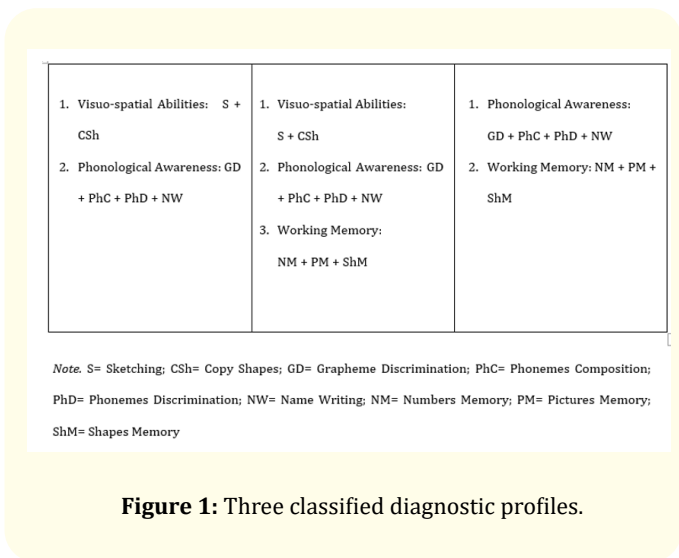 1. Visuo-spatial Abilities: S +
CSh
2. Phonological Awareness: GD
+ PhC + PhD + NW
1. Visuo-spatial Abilities:
S + CSh
2. Phonological Awareness: GD
+ PhC + PhD + NW
3. Working Memory:
NM + PM + ShM
1. Phonological Awareness:
GD + PhC + PhD + NW
2. Working Memory: NM + PM +
ShM
Note. S= Sketching; CSh= Copy Shapes; GD= Grapheme Discrimination; PhC= Phonemes Composition;
PhD= Phonemes Discrimination; NW= Name Writing; NM= Numbers Memory; PM= Pictures Memory;
ShM= Shapes Memory
Figure 1: Three classified diagnostic profiles.